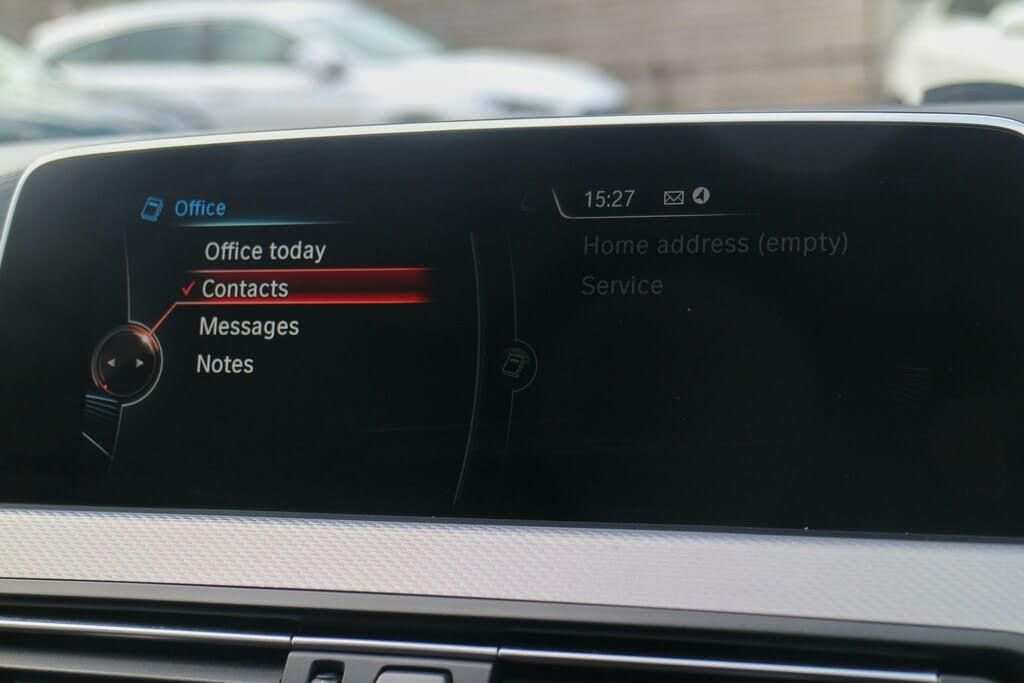 Office
15:27
Office today
Contacts
Messages
Notes
Home address (empty)
Service